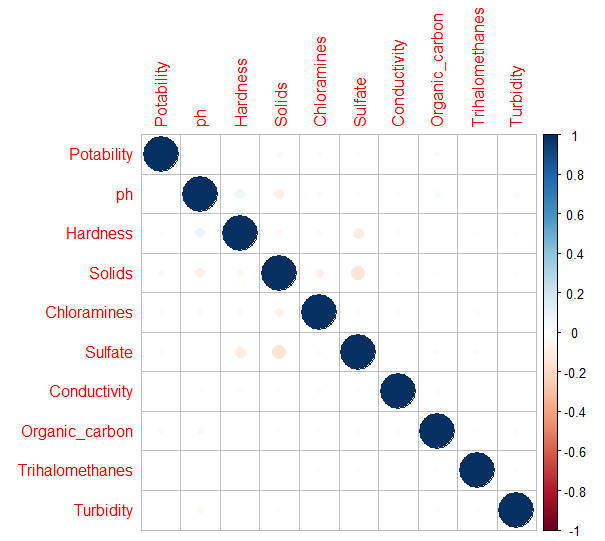 Potability
ph
Hardness
Solids
Chloramines
Sulfate
Conductivity
Organic_carbon
Trihalomethanes
Turbidity
Potability
ph
Hardness
Solids
Chloramines
Sulfate
Conductivity
Organic_carbon
Trihalomethanes
Turbidity
1
0.8
0.6
0.4
0.2
0
-0.2
-0.4
-0.6
-0.8
-1